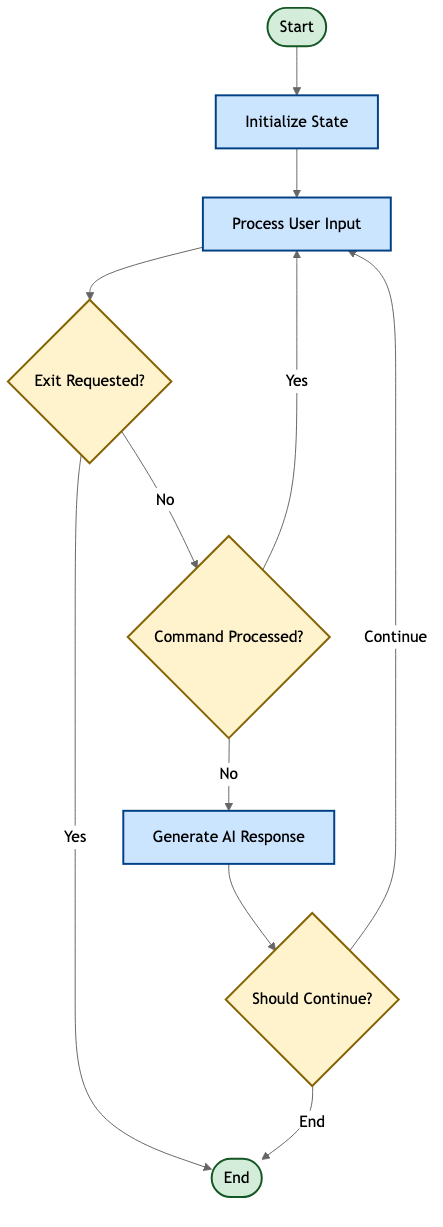 Start
Initialize State
Process User Input
Exit Requested?
Yes
No
Command Processed?
Continue
No
Yes
Generate AI Response
Should Continue?
End
End